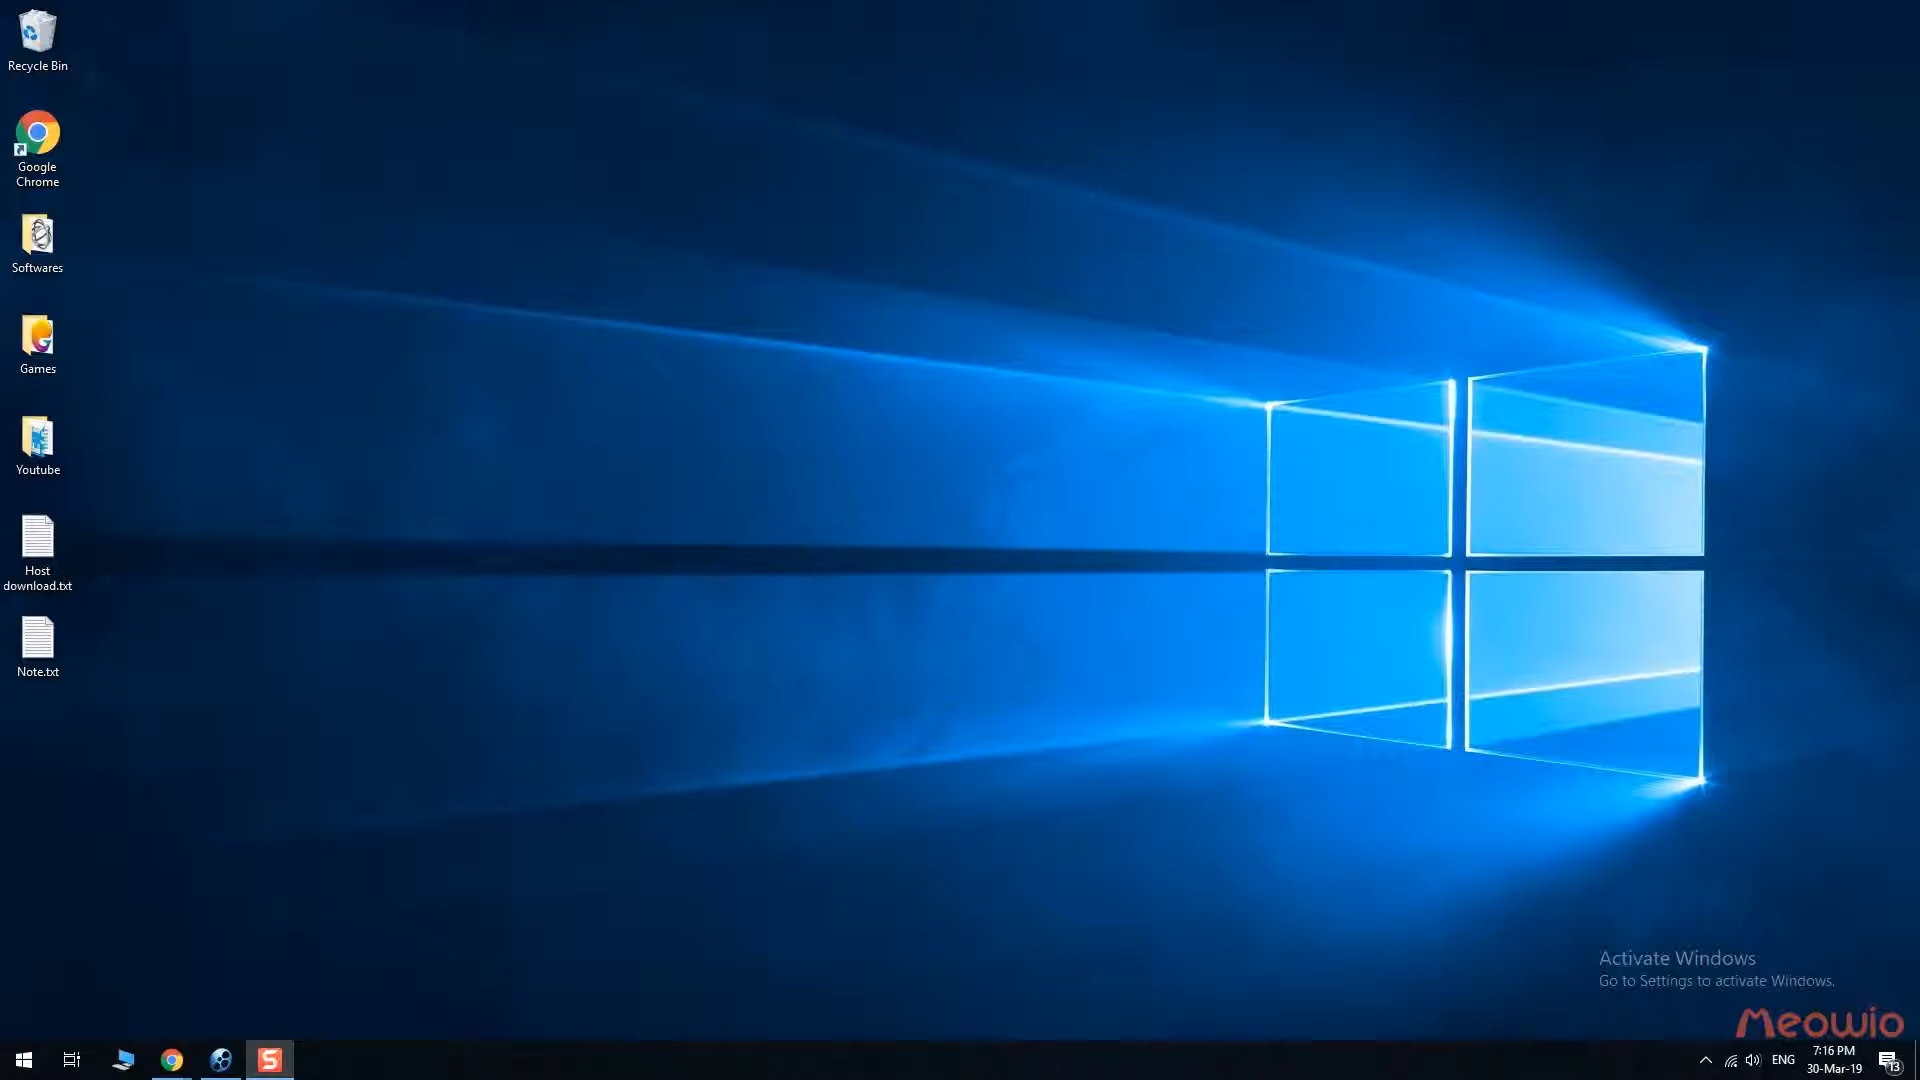 Recycle Bin
Google
Chrome
Softwares
Games
Youtube
Host
download.txt
Note.txt
Activate Windows
Go to Settings to activate Windows.
Meowio
S
ENG
7:16 PM
30-Mar-19
13